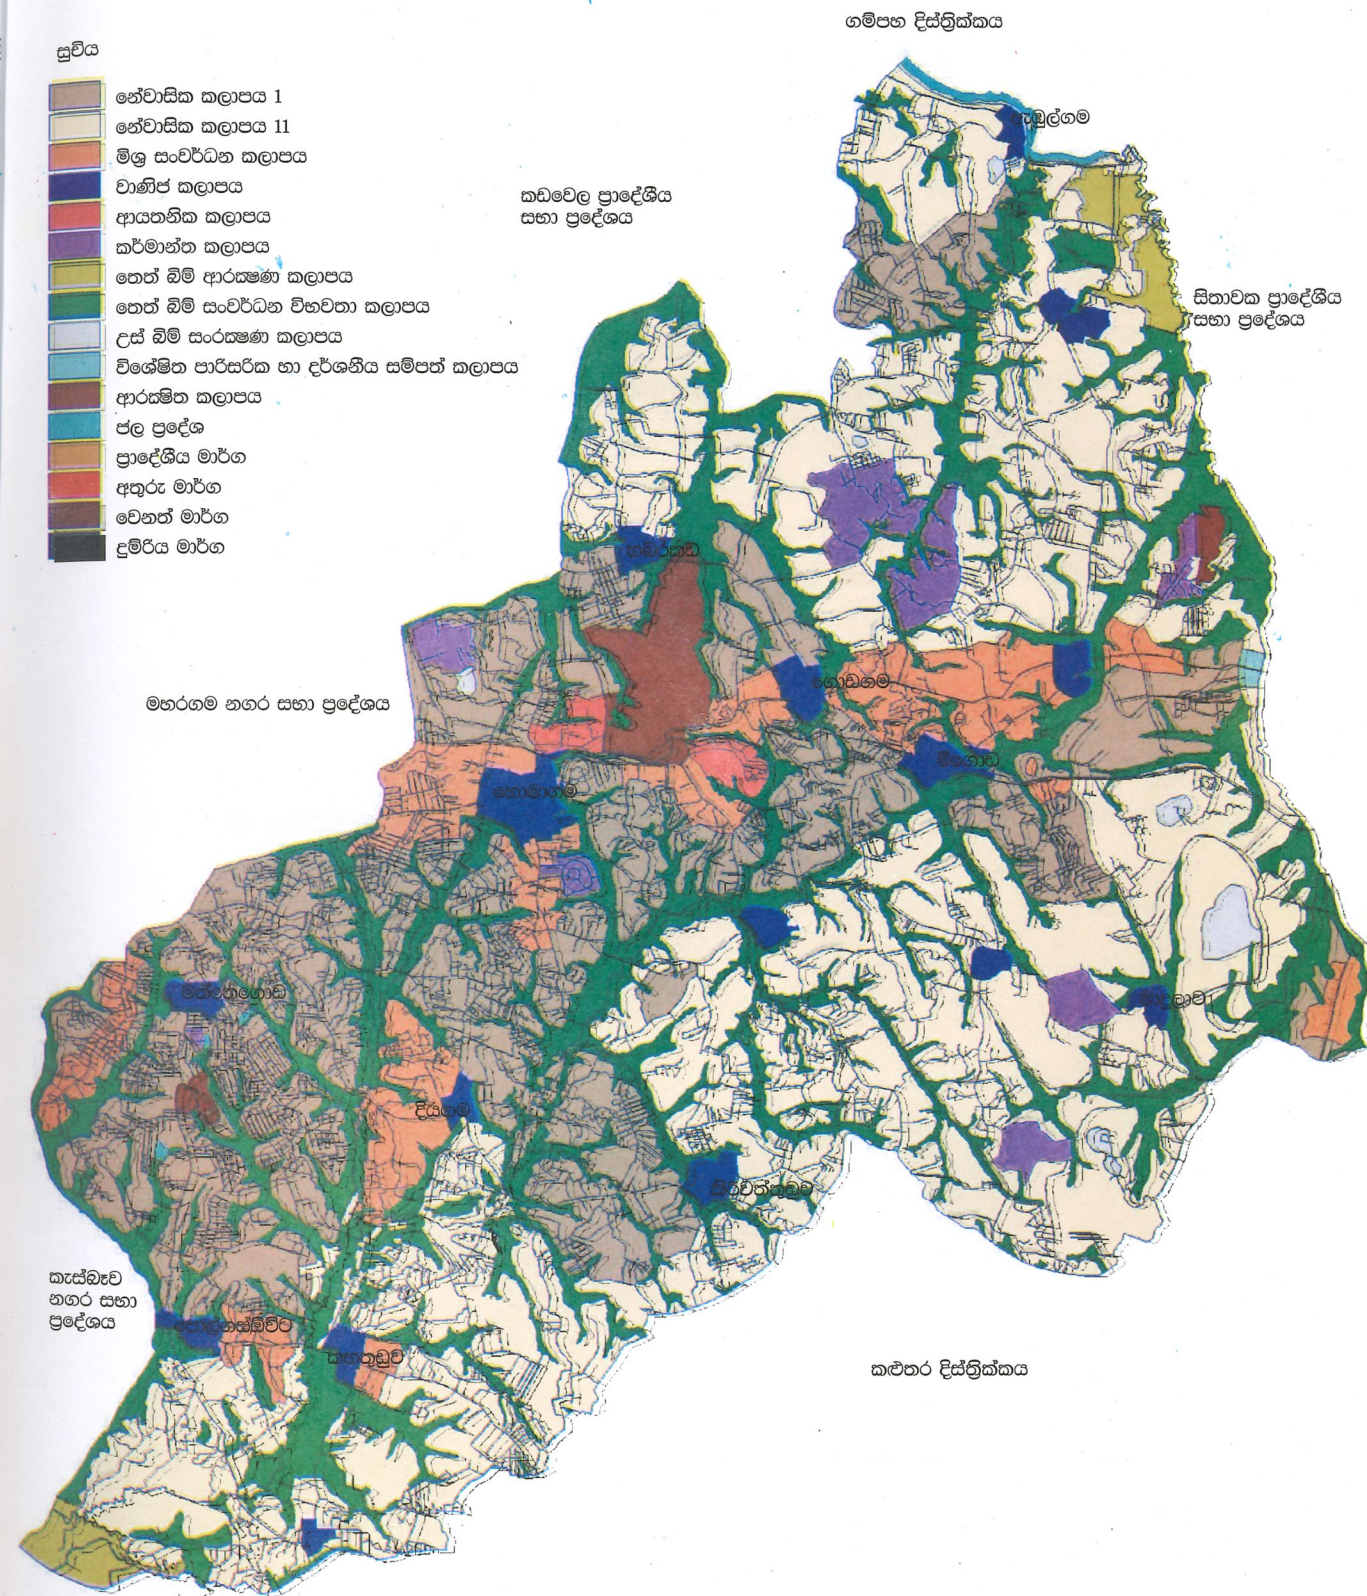 ගම්පහ දිස්ත්‍රික්කය
සූචිය
නේවාසික කලාපය 1
නේවාසික කලාපය 11
මිශ්‍ර සංවර්ධන කලාපය
වාණිජ කලාපය
ආයතනික කලාපය
කර්මාන්ත කලාපය
තෙත් බිම් ආරක්‍ෂණ කලාපය
තෙත් බිම් සංවර්ධන විභවතා කලාපය
උස් බිම් සංරක්‍ෂණ කලාපය
විශේෂිත පාරිසරික හා දර්ශනීය සම්පත් කලාපය
ආරක්‍ෂිත කලාපය
ජල ප්‍රදේශ
ප්‍රාදේශීය මාර්ග
අතුරු මාර්ග
වෙනත් මාර්ග
දුම්රිය මාර්ග
කඩවෙල ප්‍රාදේශීය
සභා ප්‍රදේශය
සිතාවක ප්‍රාදේශීය
සභා ප්‍රදේශය
මහරගම නගර සභා ප්‍රදේශය
ගොඩගම
මීගොඩ
හෝමාගම
මත්තේගොඩ
දියගම
කැස්බෑව
නගර සභා
ප්‍රදේශය
කහතුඩුව
කළුතර දිස්ත්‍රික්කය